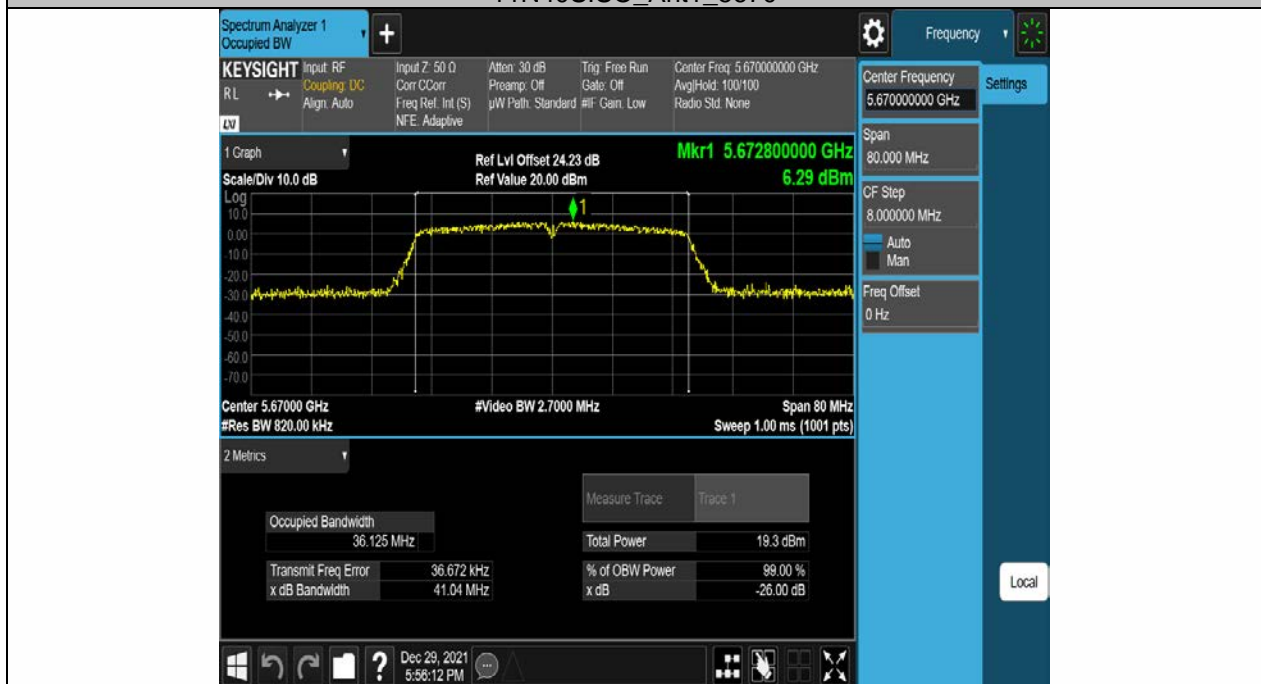 Spectrum Analyzer 1
Occupied BW
+
Frequency
KEYSIGHT
RL
LXI
Input: RF
Coupling: DC
Align: Auto
Input Z: 50 Ω
Corr CCorr
Freq Ref: Int (S)
NFE: Adaptive
Atten: 30 dB
Preamp: Off
µW Path: Standard
Trig: Free Run
Gate: Off
#IF Gain: Low
Center Freq: 5.670000000 GHz
Avg|Hold: 100/100
Radio Std: None
Center Frequency
5.670000000 GHz
Settings
Span
80.000 MHz
CF Step
8.000000 MHz
Auto
Man
Freq Offset
0 Hz
Local
1 Graph
Scale/Div 10.0 dB
Ref Lvl Offset 24.23 dB
Ref Value 20.00 dBm
Mkr1 5.672800000 GHz
6.29 dBm
Log
10.0
0.00
-10.0
-20.0
-30.0
-40.0
-50.0
-60.0
-70.0
1
Center 5.67000 GHz
#Res BW 820.00 kHz
#Video BW 2.7000 MHz
Span 80 MHz
Sweep 1.00 ms (1001 pts)
2 Metrics
Measure Trace Trace 1
Occupied Bandwidth
36.125 MHz
Total Power 19.3 dBm
Transmit Freq Error 36.672 kHz
% of OBW Power 99.00 %
x dB Bandwidth 41.04 MHz
x dB -26.00 dB
?
Dec 29, 2021
5:56:12 PM